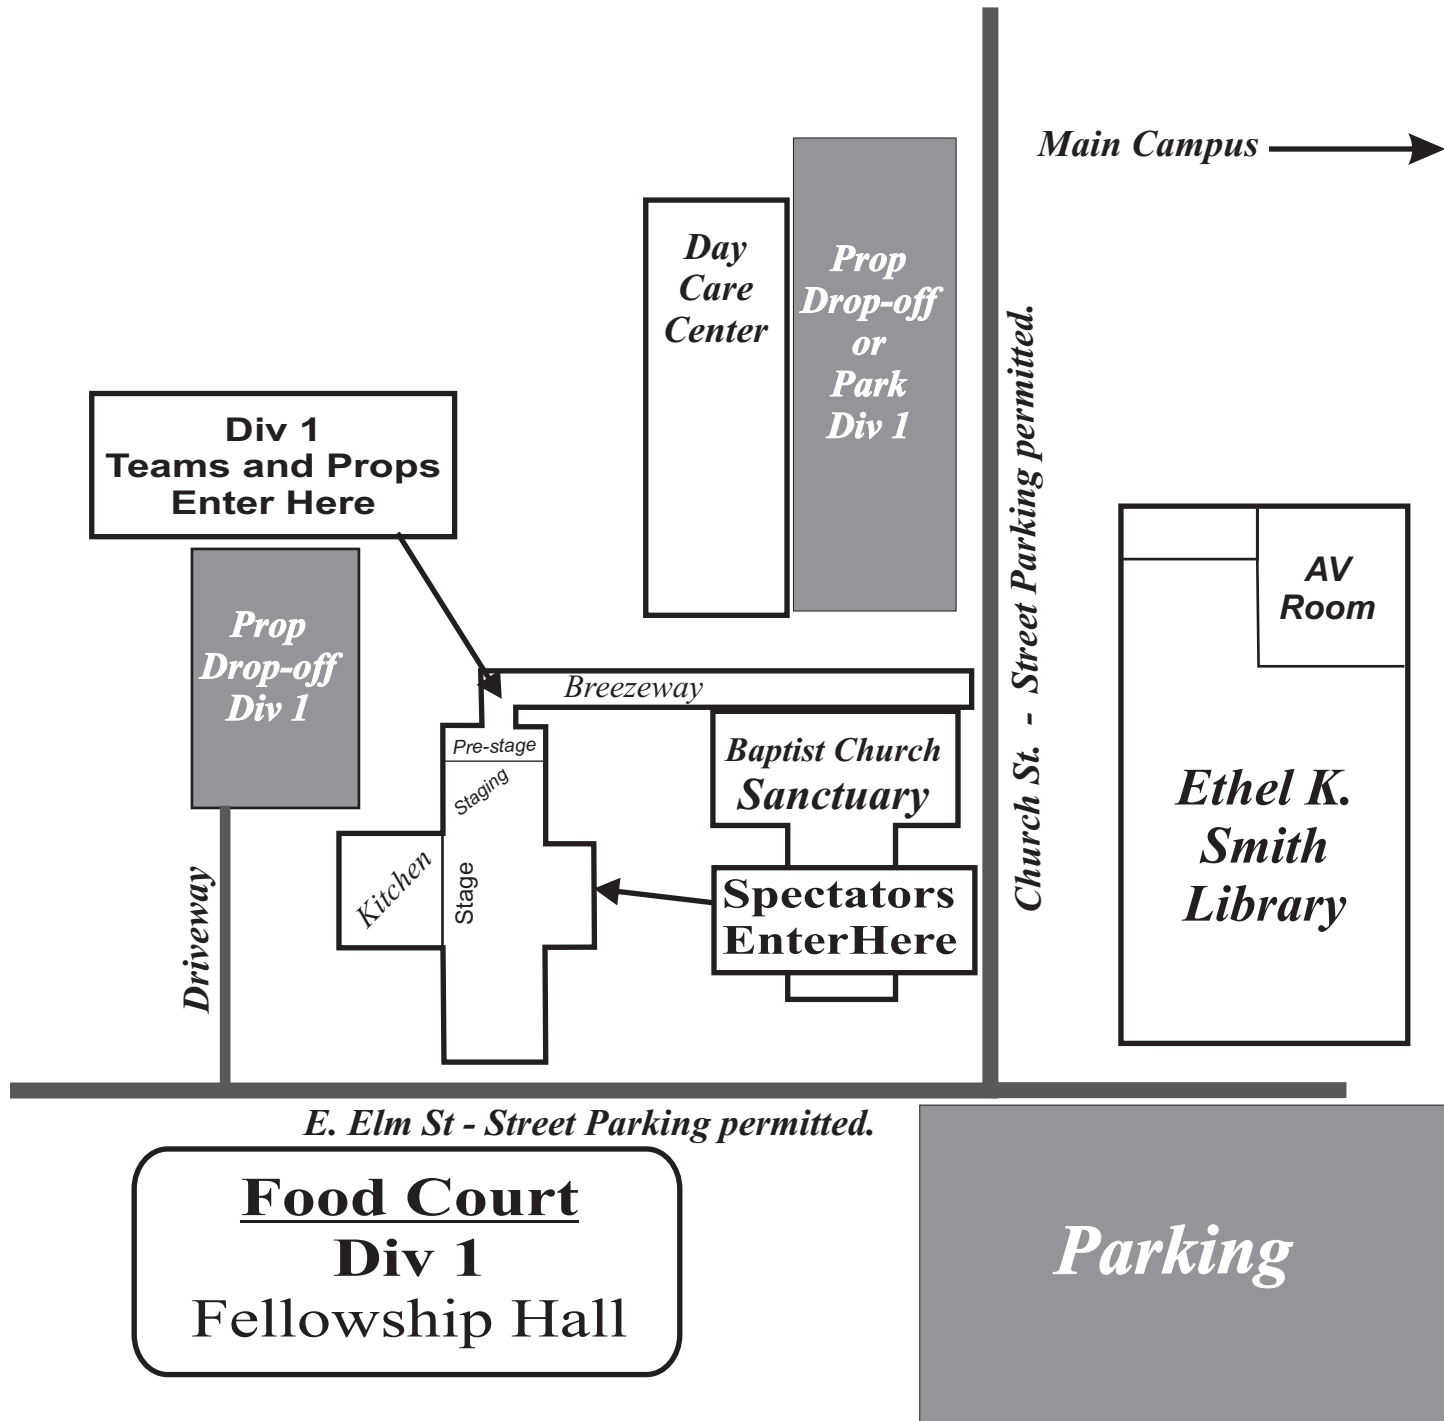 Main Campus
Day
Care
Center
Prop
Drop-off
or
Park
Div 1
Church St. - Street Parking permitted.
Div 1
Teams and Props
Enter Here
AV
Room
Prop
Drop-off
Div 1
Breezeway
Pre-stage
Staging
Baptist Church
Sanctuary
Ethel K.
Smith
Library
Kitchen
Stage
Spectators
EnterHere
Driveway
E. Elm St - Street Parking permitted.
Food Court
Div 1
Fellowship Hall
Parking